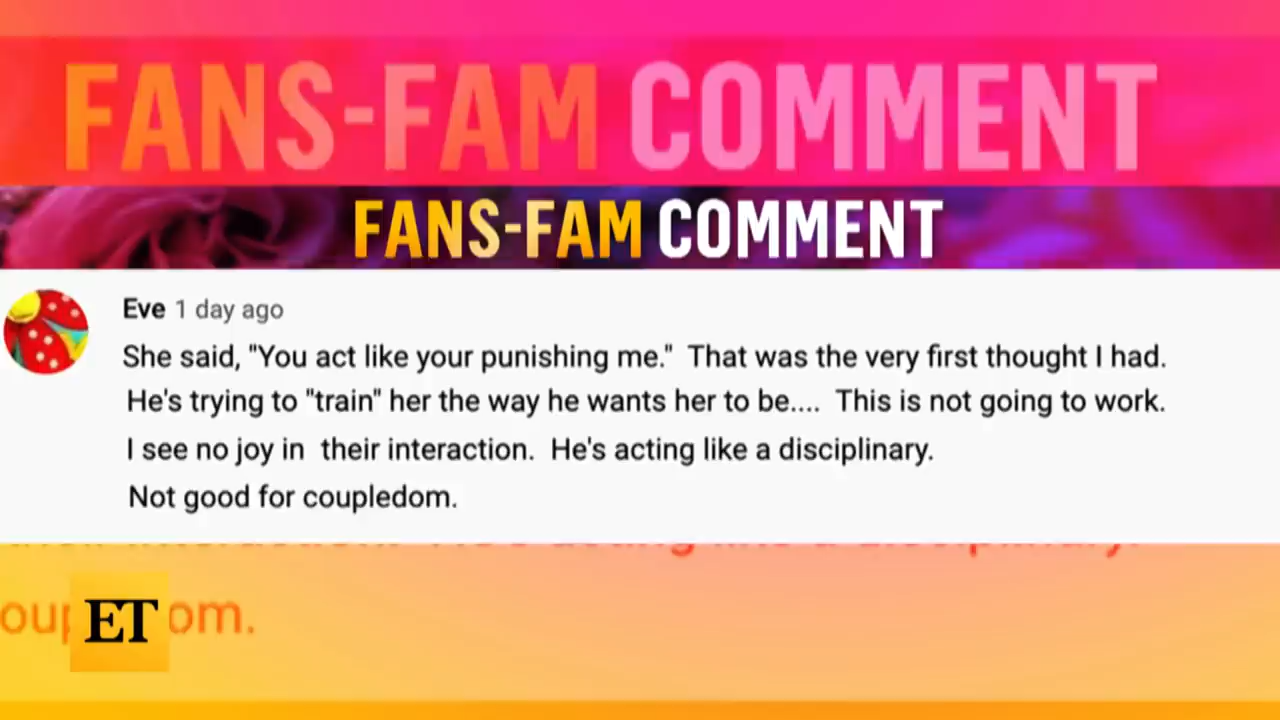 FANS-FAM COMMENT
FANS-FAM COMMENT
Eve 1 day ago
She said, "You act like your punishing me." That was the very first thought I had.
He's trying to "train" her the way he wants her to be.... This is not going to work.
I see no joy in their interaction. He's acting like a disciplinary.
Not good for coupledom.
ET